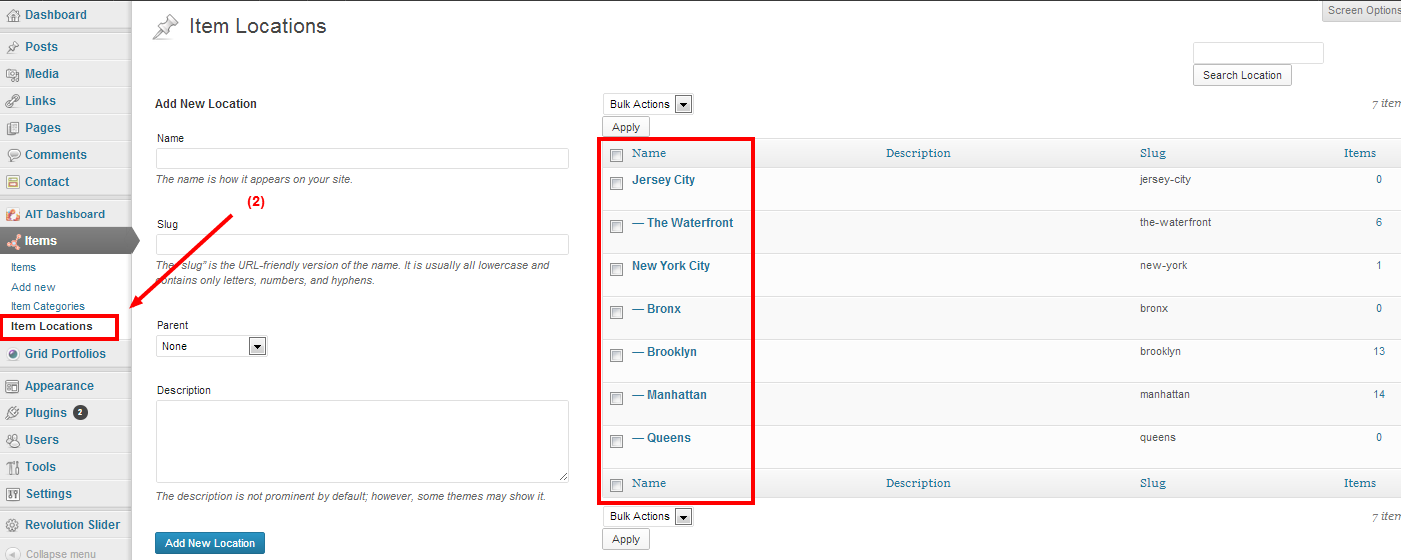 Dashboard
Posts
Media
Links
Pages
Comments
Contact
AIT Dashboard
Items
Items
Add new
Item Categories
Item Locations
Grid Portfolios
Appearance
Plugins 2
Users
Tools
Settings
Revolution Slider
Collapse menu
Item Locations
Screen Options
Search Location
Add New Location
Name
The name is how it appears on your site.
(2)
Slug
The “slug” is the URL-friendly version of the name. It is usually all lowercase and
contains only letters, numbers, and hyphens.
Parent
None
Description
The description is not prominent by default; however, some themes may show it.
Add New Location
Bulk Actions
7 item
Apply
Name Description Slug Items
Jersey City jersey-city 0
— The Waterfront the-waterfront 6
New York City new-york 1
— Bronx bronx 0
— Brooklyn brooklyn 13
— Manhattan manhattan 14
— Queens queens 0
Name Description Slug Items
Bulk Actions
7 item
Apply